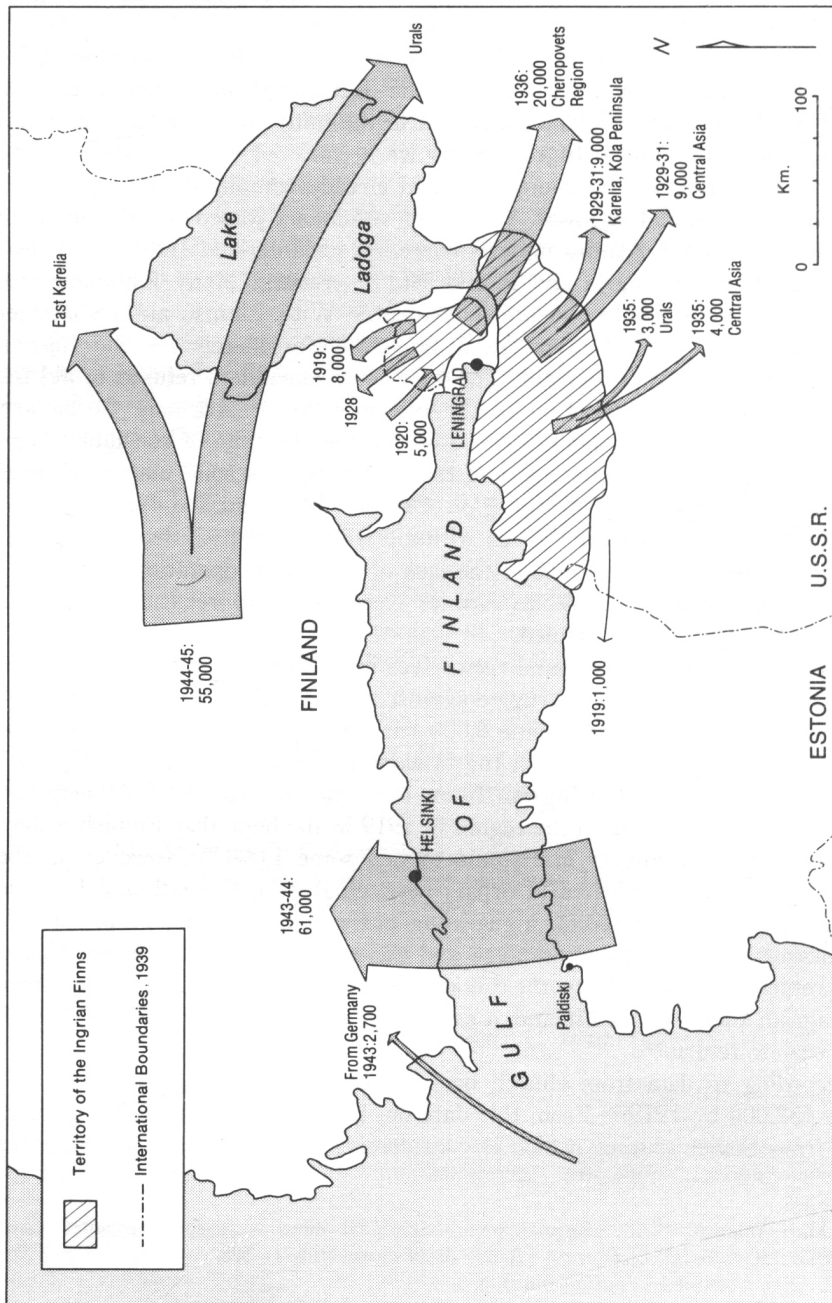 Territory of the Ingrian Finns
International Boundaries, 1939
From Germany
1943:2,700
1943-44:
61,000
HELSINKI
GULF
OF
FINLAND
Paldiski
FINLAND
1944-45:
55,000
East Karelia
Urals
Lake
Ladoga
1919:
8,000
1928
1920:
5,000
LENINGRAD
1936:
20,000
Cheropovets
Region
1929-31:9,000
Karelia, Kola Peninsula
1929-31:
9,000
Central Asia
1935:
3,000
Urals
1935:
4,000
Central Asia
1919:1,000
ESTONIA
U.S.S.R.
N
0
Km.
100